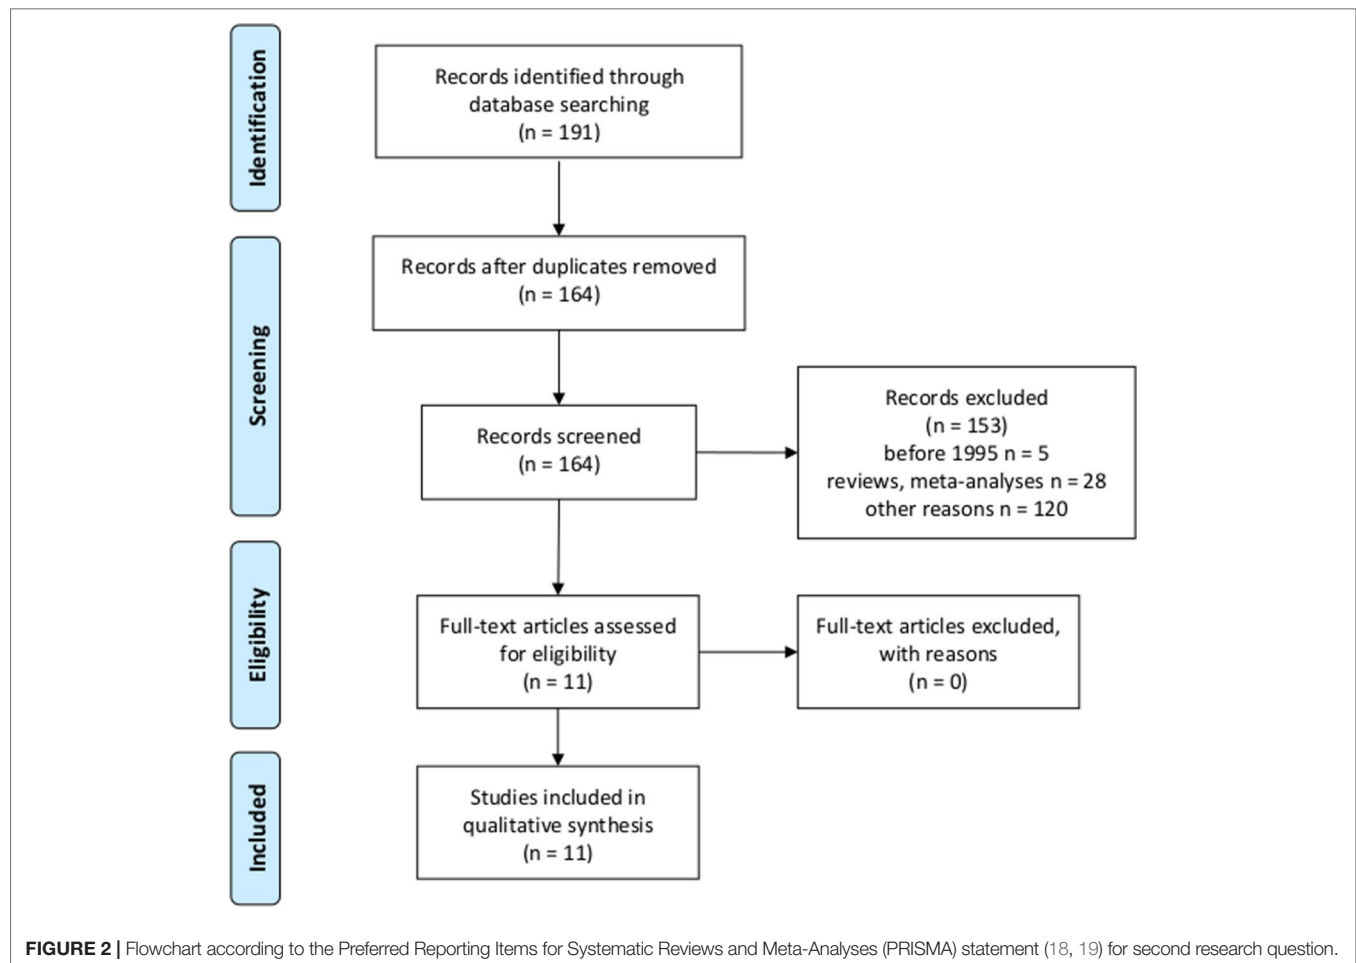 Identification
Records identified through
database searching
(n = 191)
Screening
Records after duplicates removed
(n = 164)
Records screened
(n = 164)
Records excluded
(n = 153)
before 1995 n = 5
reviews, meta-analyses n = 28
other reasons n = 120
Eligibility
Full-text articles assessed
for eligibility
(n = 11)
Full-text articles excluded,
with reasons
(n = 0)
Included
Studies included in
qualitative synthesis
(n = 11)
FIGURE 2 | Flowchart according to the Preferred Reporting Items for Systematic Reviews and Meta-Analyses (PRISMA) statement (18, 19) for second research question.